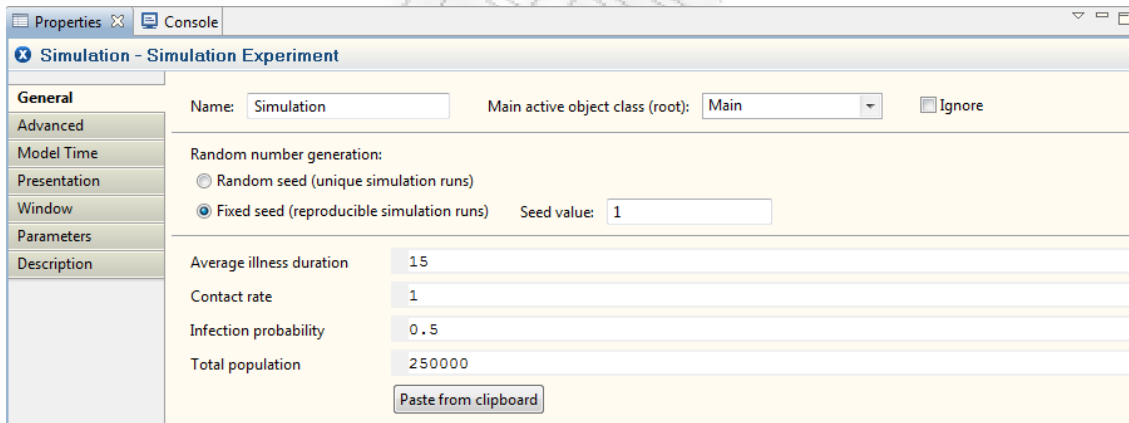 Properties Console
Simulation - Simulation Experiment
General
Advanced
Model Time
Presentation
Window
Parameters
Description
Name: Simulation Main active object class (root): Main Ignore
Random number generation:
Random seed (unique simulation runs)
Fixed seed (reproducible simulation runs) Seed value: 1
Average illness duration 15
Contact rate 1
Infection probability 0.5
Total population 250000
Paste from clipboard